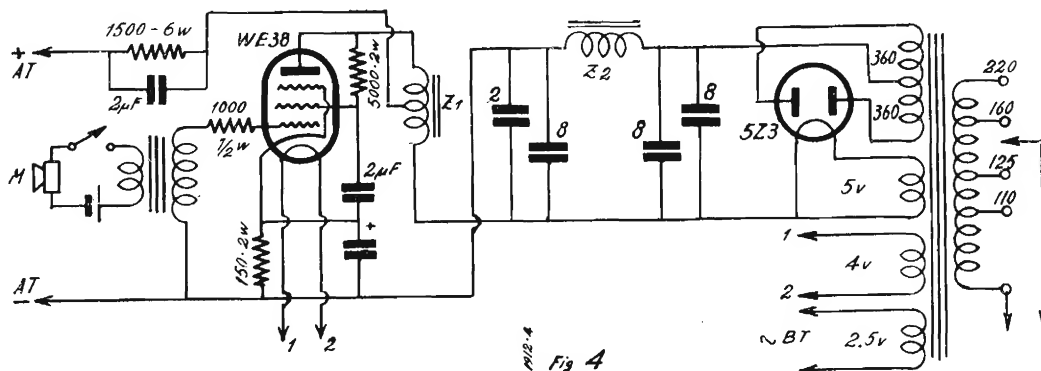 1500-6w
+
AT
2µF
WE38
5000.2w
Z1
1000
1/2w
M
2µF
+
150.2w
AT
-
1
2
Z2
2
8
8
8
5Z3
360
360
5v
1
4v
2
~ BT
2.5v
220
160
125
110
1912.4
Fig 4